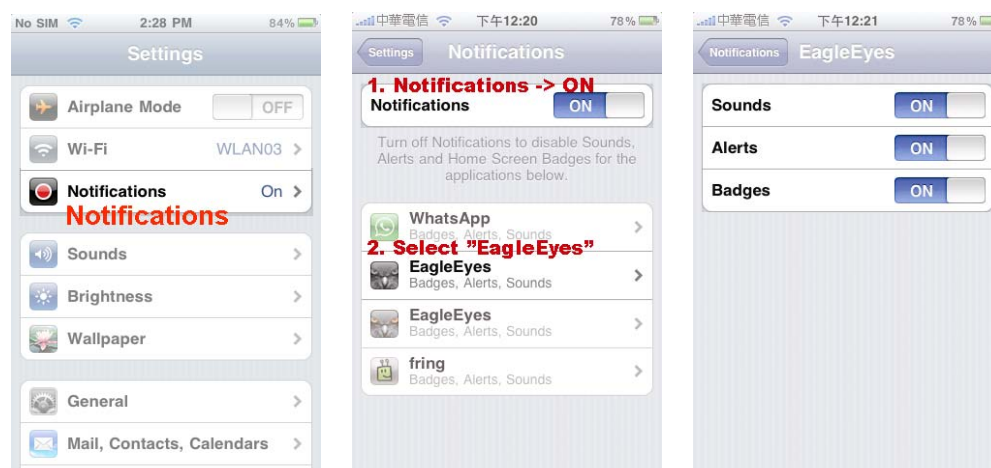 No SIM 2:28 PM 84%
Settings
Airplane Mode OFF
Wi-Fi WLAN03
Notifications On
Notifications
Sounds
Brightness
Wallpaper
General
Mail, Contacts, Calendars
中華電信 下午12:20 78%
Settings Notifications
1. Notifications -> ON
Notifications ON
Turn off Notifications to disable Sounds,
Alerts and Home Screen Badges for the
applications below.
WhatsApp
Badges, Alerts, Sounds
2. Select ”EagleEyes”
EagleEyes
Badges, Alerts, Sounds
EagleEyes
Badges, Alerts, Sounds
fring
Badges, Alerts, Sounds
中華電信 下午12:21 78%
Notifications EagleEyes
Sounds ON
Alerts ON
Badges ON